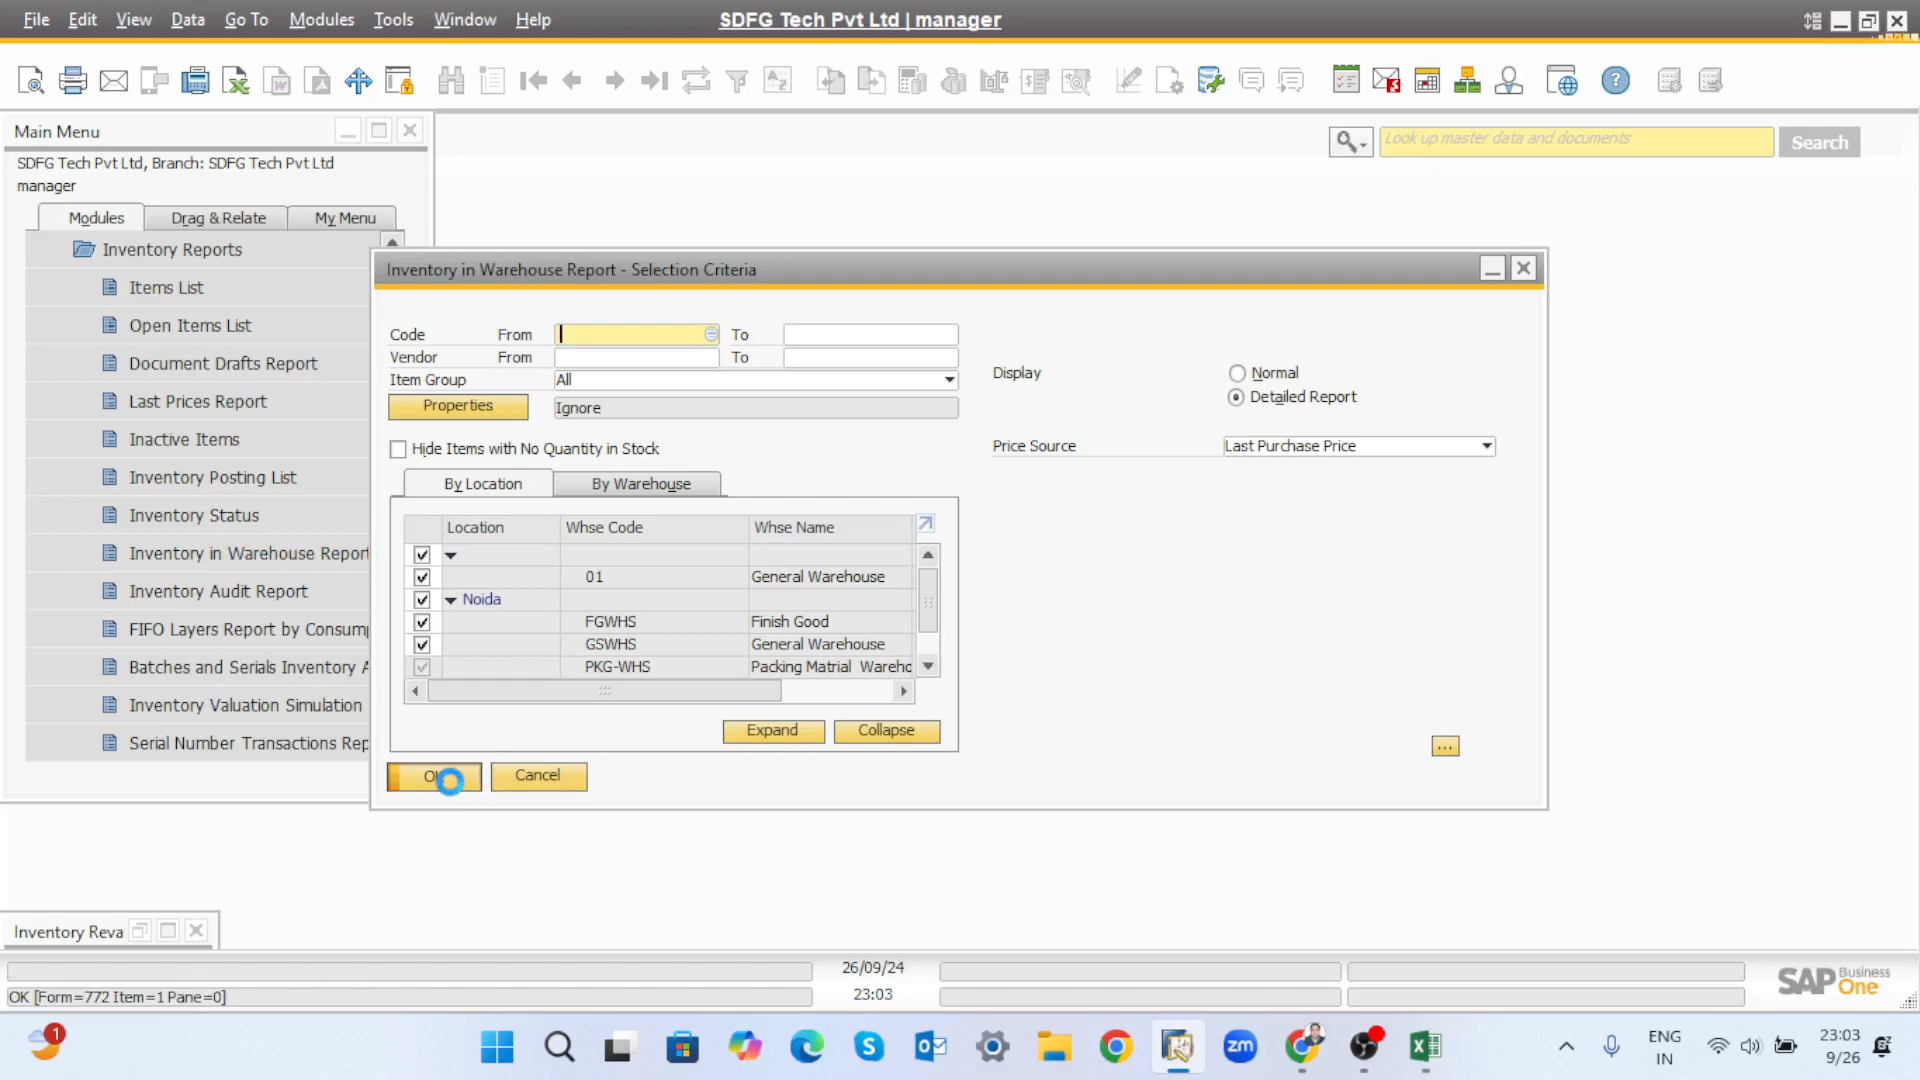 File Edit View Data Go To Modules Tools Window Help
SDFG Tech Pvt Ltd | manager
Main Menu
Look up master data and documents
Search
SDFG Tech Pvt Ltd, Branch: SDFG Tech Pvt Ltd
manager
Modules Drag & Relate My Menu
Inventory Reports
Items List
Open Items List
Document Drafts Report
Last Prices Report
Inactive Items
Inventory Posting List
Inventory Status
Inventory in Warehouse Report
Inventory Audit Report
FIFO Layers Report by
Batches and Serials Inventory
Inventory Valuation Simulation
Serial Number Transactions
Inventory in Warehouse Report - Selection Criteria
Code From To
Vendor From To
Item Group All
Properties Ignore
Display Normal
Detailed Report
Hide Items with No Quantity in Stock
Price Source Last Purchase Price
By Location By Warehouse
Location Whse Code Whse Name
01 General Warehouse
Noida
FGWHS Finish Good
GSWHS General Warehouse
PKG-WHS Packing Matrial
Expand Collapse
...
Cancel
Inventory Reva
26/09/24
OK [Form=772 Item=1 Pane=0]
23:03
SAP Business One
1
zm
ENG
IN
23:03
9/26